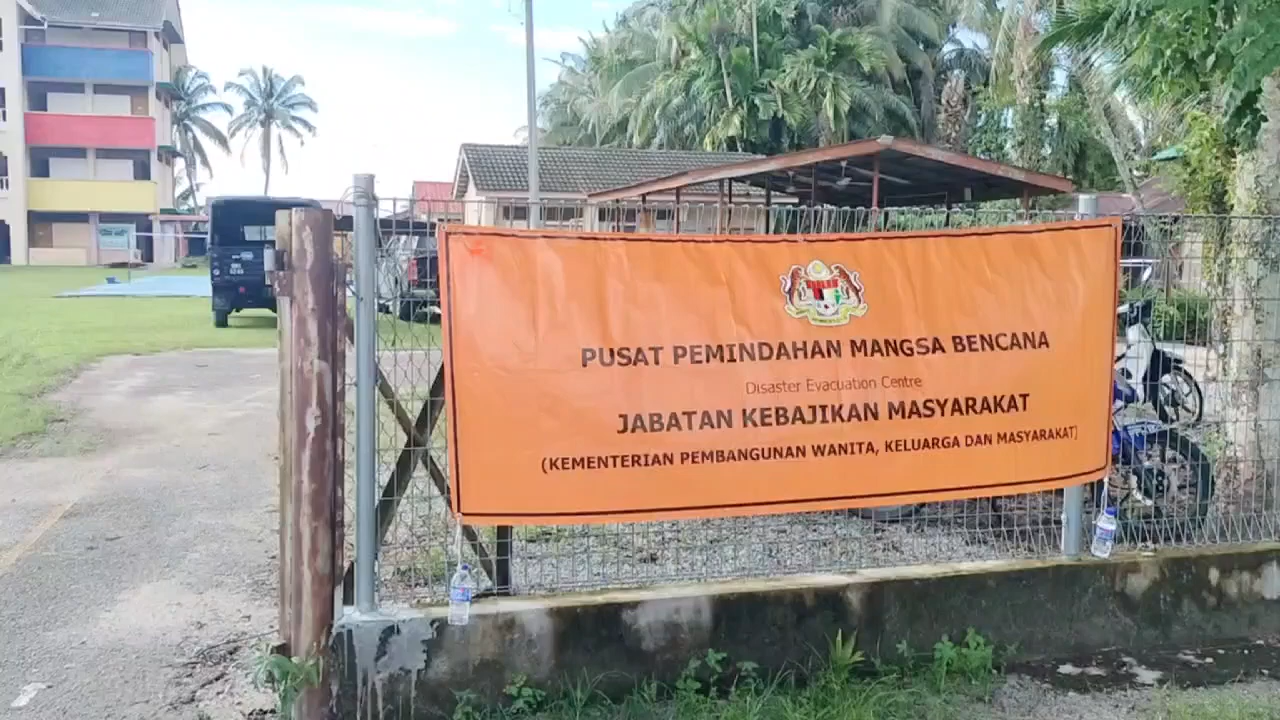 PUSAT PEMINDAHAN MANGSA BENCANA
Disaster Evacuation Centre
JABATAN KEBAJIKAN MASYARAKAT
(KEMENTERIAN PEMBANGUNAN WANITA, KELUARGA DAN MASYARAKAT)